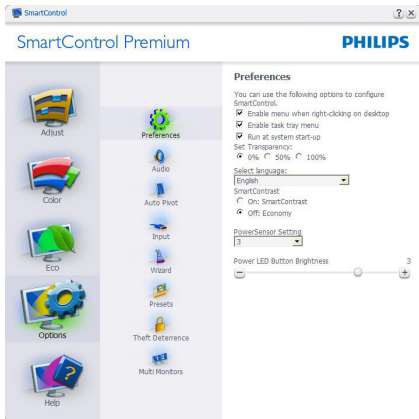 SmartControl
? ×
SmartControl Premium
PHILIPS
Adjust
Color
Eco
Options
Help
Preferences
Audio
Auto Pivot
Input
Wizard
Presets
Theft Deterrence
Multi Monitors
Preferences
You can use the following options to configure
SmartControl.
Enable menu when right-clicking on desktop
Enable task tray menu
Run at system start-up
Set Transparency:
0% 50% 100%
Select language:
English
SmartContrast
On: SmartContrast
Off: Economy
PowerSensor Setting
3
Power LED Button Brightness 3